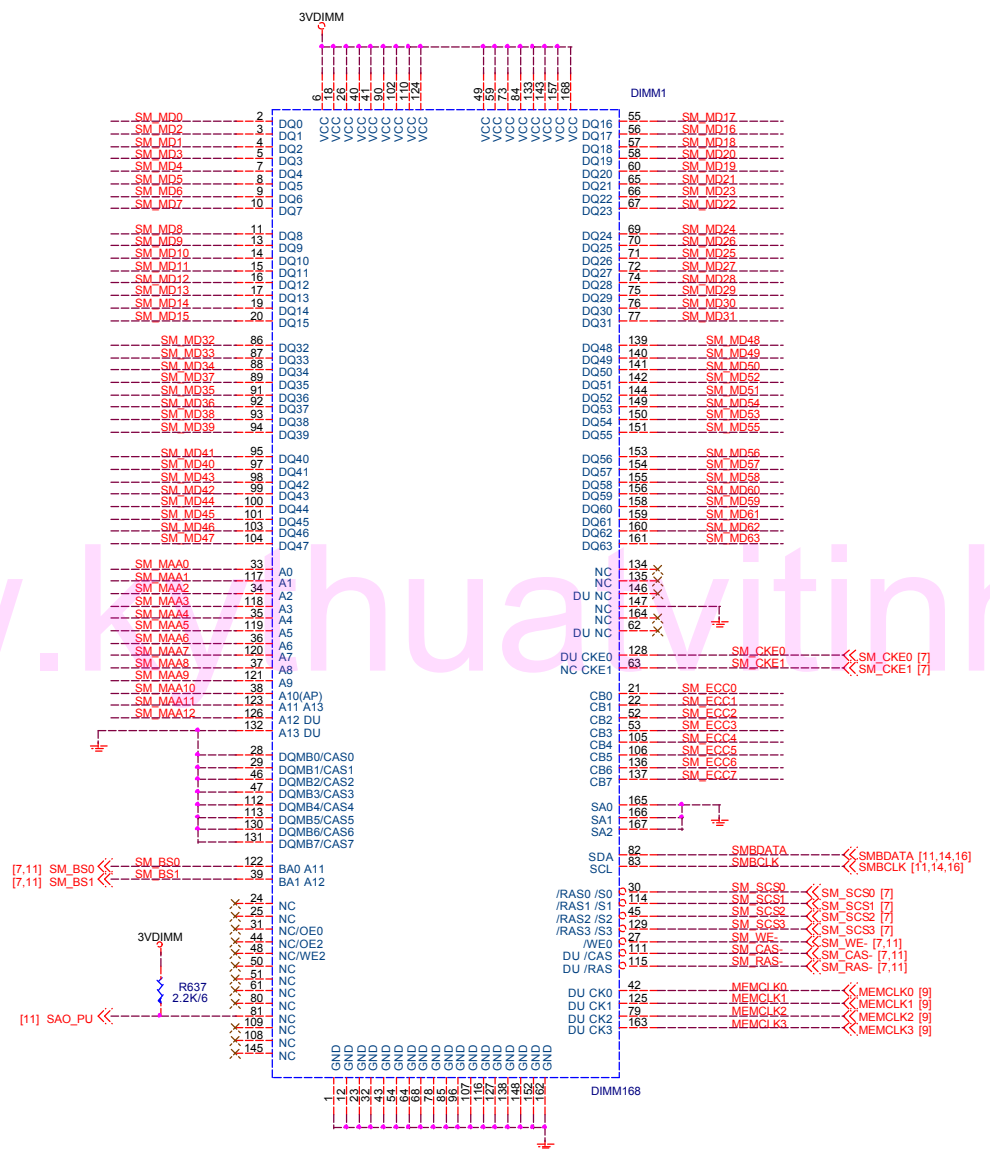 3VDIMM
6 18 26 40 41 90 102 110 124 49 59 73 84 133 143 157 168
DIMM1
VCC VCC VCC VCC VCC VCC VCC VCC VCC VCC VCC VCC VCC VCC VCC VCC VCC
SM_MD0 2 DQ0
SM_MD2 3 DQ1
SM_MD1 4 DQ2
SM_MD3 5 DQ3
SM_MD4 7 DQ4
SM_MD5 8 DQ5
SM_MD6 9 DQ6
SM_MD7 10 DQ7
SM_MD8 11 DQ8
SM_MD9 13 DQ9
SM_MD10 14 DQ10
SM_MD11 15 DQ11
SM_MD12 16 DQ12
SM_MD13 17 DQ13
SM_MD14 19 DQ14
SM_MD15 20 DQ15
SM_MD32 86 DQ32
SM_MD33 87 DQ33
SM_MD34 88 DQ34
SM_MD37 89 DQ35
SM_MD35 91 DQ36
SM_MD36 92 DQ37
SM_MD38 93 DQ38
SM_MD39 94 DQ39
SM_MD41 95 DQ40
SM_MD40 97 DQ41
SM_MD43 98 DQ42
SM_MD42 99 DQ43
SM_MD44 100 DQ44
SM_MD45 101 DQ45
SM_MD46 103 DQ46
SM_MD47 104 DQ47
SM_MAA0 33 A0
SM_MAA1 117 A1
SM_MAA2 34 A2
SM_MAA3 118 A3
SM_MAA4 35 A4
SM_MAA5 119 A5
SM_MAA6 36 A6
SM_MAA7 120 A7
SM_MAA8 37 A8
SM_MAA9 121 A9
SM_MAA10 38 A10(AP)
SM_MAA11 123 A11 A13
SM_MAA12 126 A12 DU
132 A13 DU
28 DQMB0/CAS0
29 DQMB1/CAS1
46 DQMB2/CAS2
47 DQMB3/CAS3
112 DQMB4/CAS4
113 DQMB5/CAS5
130 DQMB6/CAS6
131 DQMB7/CAS7
[7,11] SM_BS0 SM_BS0 122 BA0 A11
[7,11] SM_BS1 SM_BS1 39 BA1 A12
24 NC
25 NC
31 NC/OE0
44 NC/OE2
48 NC/WE2
50 NC
51 NC
61 NC
80 NC
81 NC
109 NC
108 NC
145 NC
3VDIMM
R637
2.2K/6
[11] SAO_PU
55 SM_MD17 DQ16
56 SM_MD16 DQ17
57 SM_MD18 DQ18
58 SM_MD20 DQ19
60 SM_MD19 DQ20
65 SM_MD21 DQ21
66 SM_MD23 DQ22
67 SM_MD22 DQ23
69 SM_MD24 DQ24
70 SM_MD26 DQ25
71 SM_MD25 DQ26
72 SM_MD27 DQ27
74 SM_MD28 DQ28
75 SM_MD29 DQ29
76 SM_MD30 DQ30
77 SM_MD31 DQ31
139 SM_MD48 DQ48
140 SM_MD49 DQ49
141 SM_MD50 DQ50
142 SM_MD52 DQ51
144 SM_MD51 DQ52
149 SM_MD54 DQ53
150 SM_MD53 DQ54
151 SM_MD55 DQ55
153 SM_MD56 DQ56
154 SM_MD57 DQ57
155 SM_MD58 DQ58
156 SM_MD60 DQ59
158 SM_MD59 DQ60
159 SM_MD61 DQ61
160 SM_MD62 DQ62
161 SM_MD63 DQ63
NC 134
NC 135
DU NC 146
NC 147
NC 164
DU NC 62
DU CKE0 128 SM_CKE0 SM_CKE0 [7]
NC CKE1 63 SM_CKE1 SM_CKE1 [7]
CB0 21 SM_ECC0
CB1 22 SM_ECC1
CB2 52 SM_ECC2
CB3 53 SM_ECC3
CB4 105 SM_ECC4
CB5 106 SM_ECC5
CB6 136 SM_ECC6
CB7 137 SM_ECC7
SA0 165
SA1 166
SA2 167
SDA 82 SMBDATA SMBDATA [11,14,16]
SCL 83 SMBCLK SMBCLK [11,14,16]
/RAS0 /S0 30 SM_SCS0 SM_SCS0 [7]
/RAS1 /S1 114 SM_SCS1 SM_SCS1 [7]
/RAS2 /S2 45 SM_SCS2 SM_SCS2 [7]
/RAS3 /S3 129 SM_SCS3 SM_SCS3 [7]
/WE0 27 SM_WE- SM_WE- [7,11]
DU /CAS 111 SM_CAS- SM_CAS- [7,11]
DU /RAS 115 SM_RAS- SM_RAS- [7,11]
DU CK0 42 MEMCLK0 MEMCLK0 [9]
DU CK1 125 MEMCLK1 MEMCLK1 [9]
DU CK2 79 MEMCLK2 MEMCLK2 [9]
DU CK3 163 MEMCLK3 MEMCLK3 [9]
GND GND GND GND GND GND GND GND GND GND GND GND GND GND GND GND GND GND
DIMM168
1 12 23 32 43 54 64 68 78 85 96 107 116 127 138 148 152 162
w.kythuatvitinh